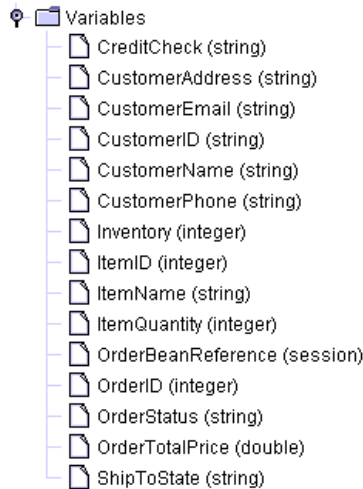 Variables
CreditCheck (string)
CustomerAddress (string)
CustomerEmail (string)
CustomerID (string)
CustomerName (string)
CustomerPhone (string)
Inventory (integer)
ItemID (integer)
ItemName (string)
ItemQuantity (integer)
OrderBeanReference (session)
OrderID (integer)
OrderStatus (string)
OrderTotalPrice (double)
ShipToState (string)